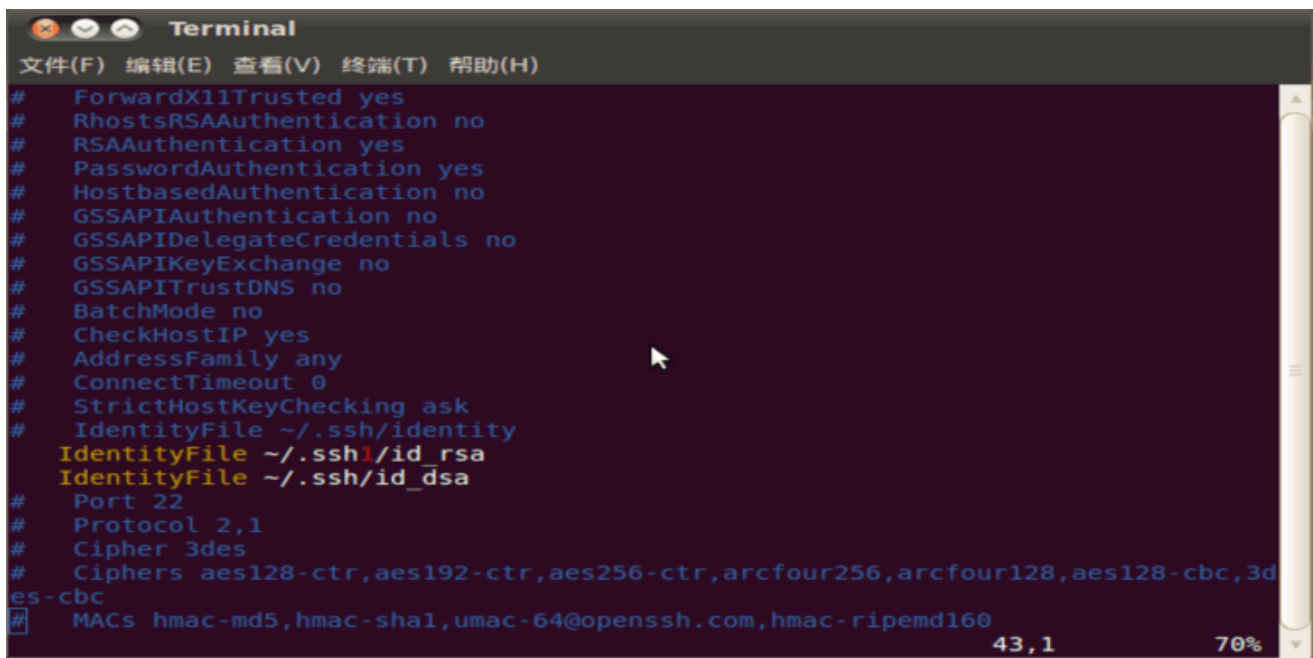 Terminal
文件(F) 编辑(E) 查看(V) 终端(T) 帮助(H)
#   ForwardX11Trusted yes
#   RhostsRSAAuthentication no
#   RSAAuthentication yes
#   PasswordAuthentication yes
#   HostbasedAuthentication no
#   GSSAPIAuthentication no
#   GSSAPIDelegateCredentials no
#   GSSAPIKeyExchange no
#   GSSAPITrustDNS no
#   BatchMode no
#   CheckHostIP yes
#   AddressFamily any
#   ConnectTimeout 0
#   StrictHostKeyChecking ask
#   IdentityFile ~/.ssh/identity
   IdentityFile ~/.ssh1/id_rsa
   IdentityFile ~/.ssh/id_dsa
#   Port 22
#   Protocol 2,1
#   Cipher 3des
#   Ciphers aes128-ctr,aes192-ctr,aes256-ctr,arcfour256,arcfour128,aes128-cbc,3d
es-cbc
#   MACs hmac-md5,hmac-sha1,umac-64@openssh.com,hmac-ripemd160
43,1 70%